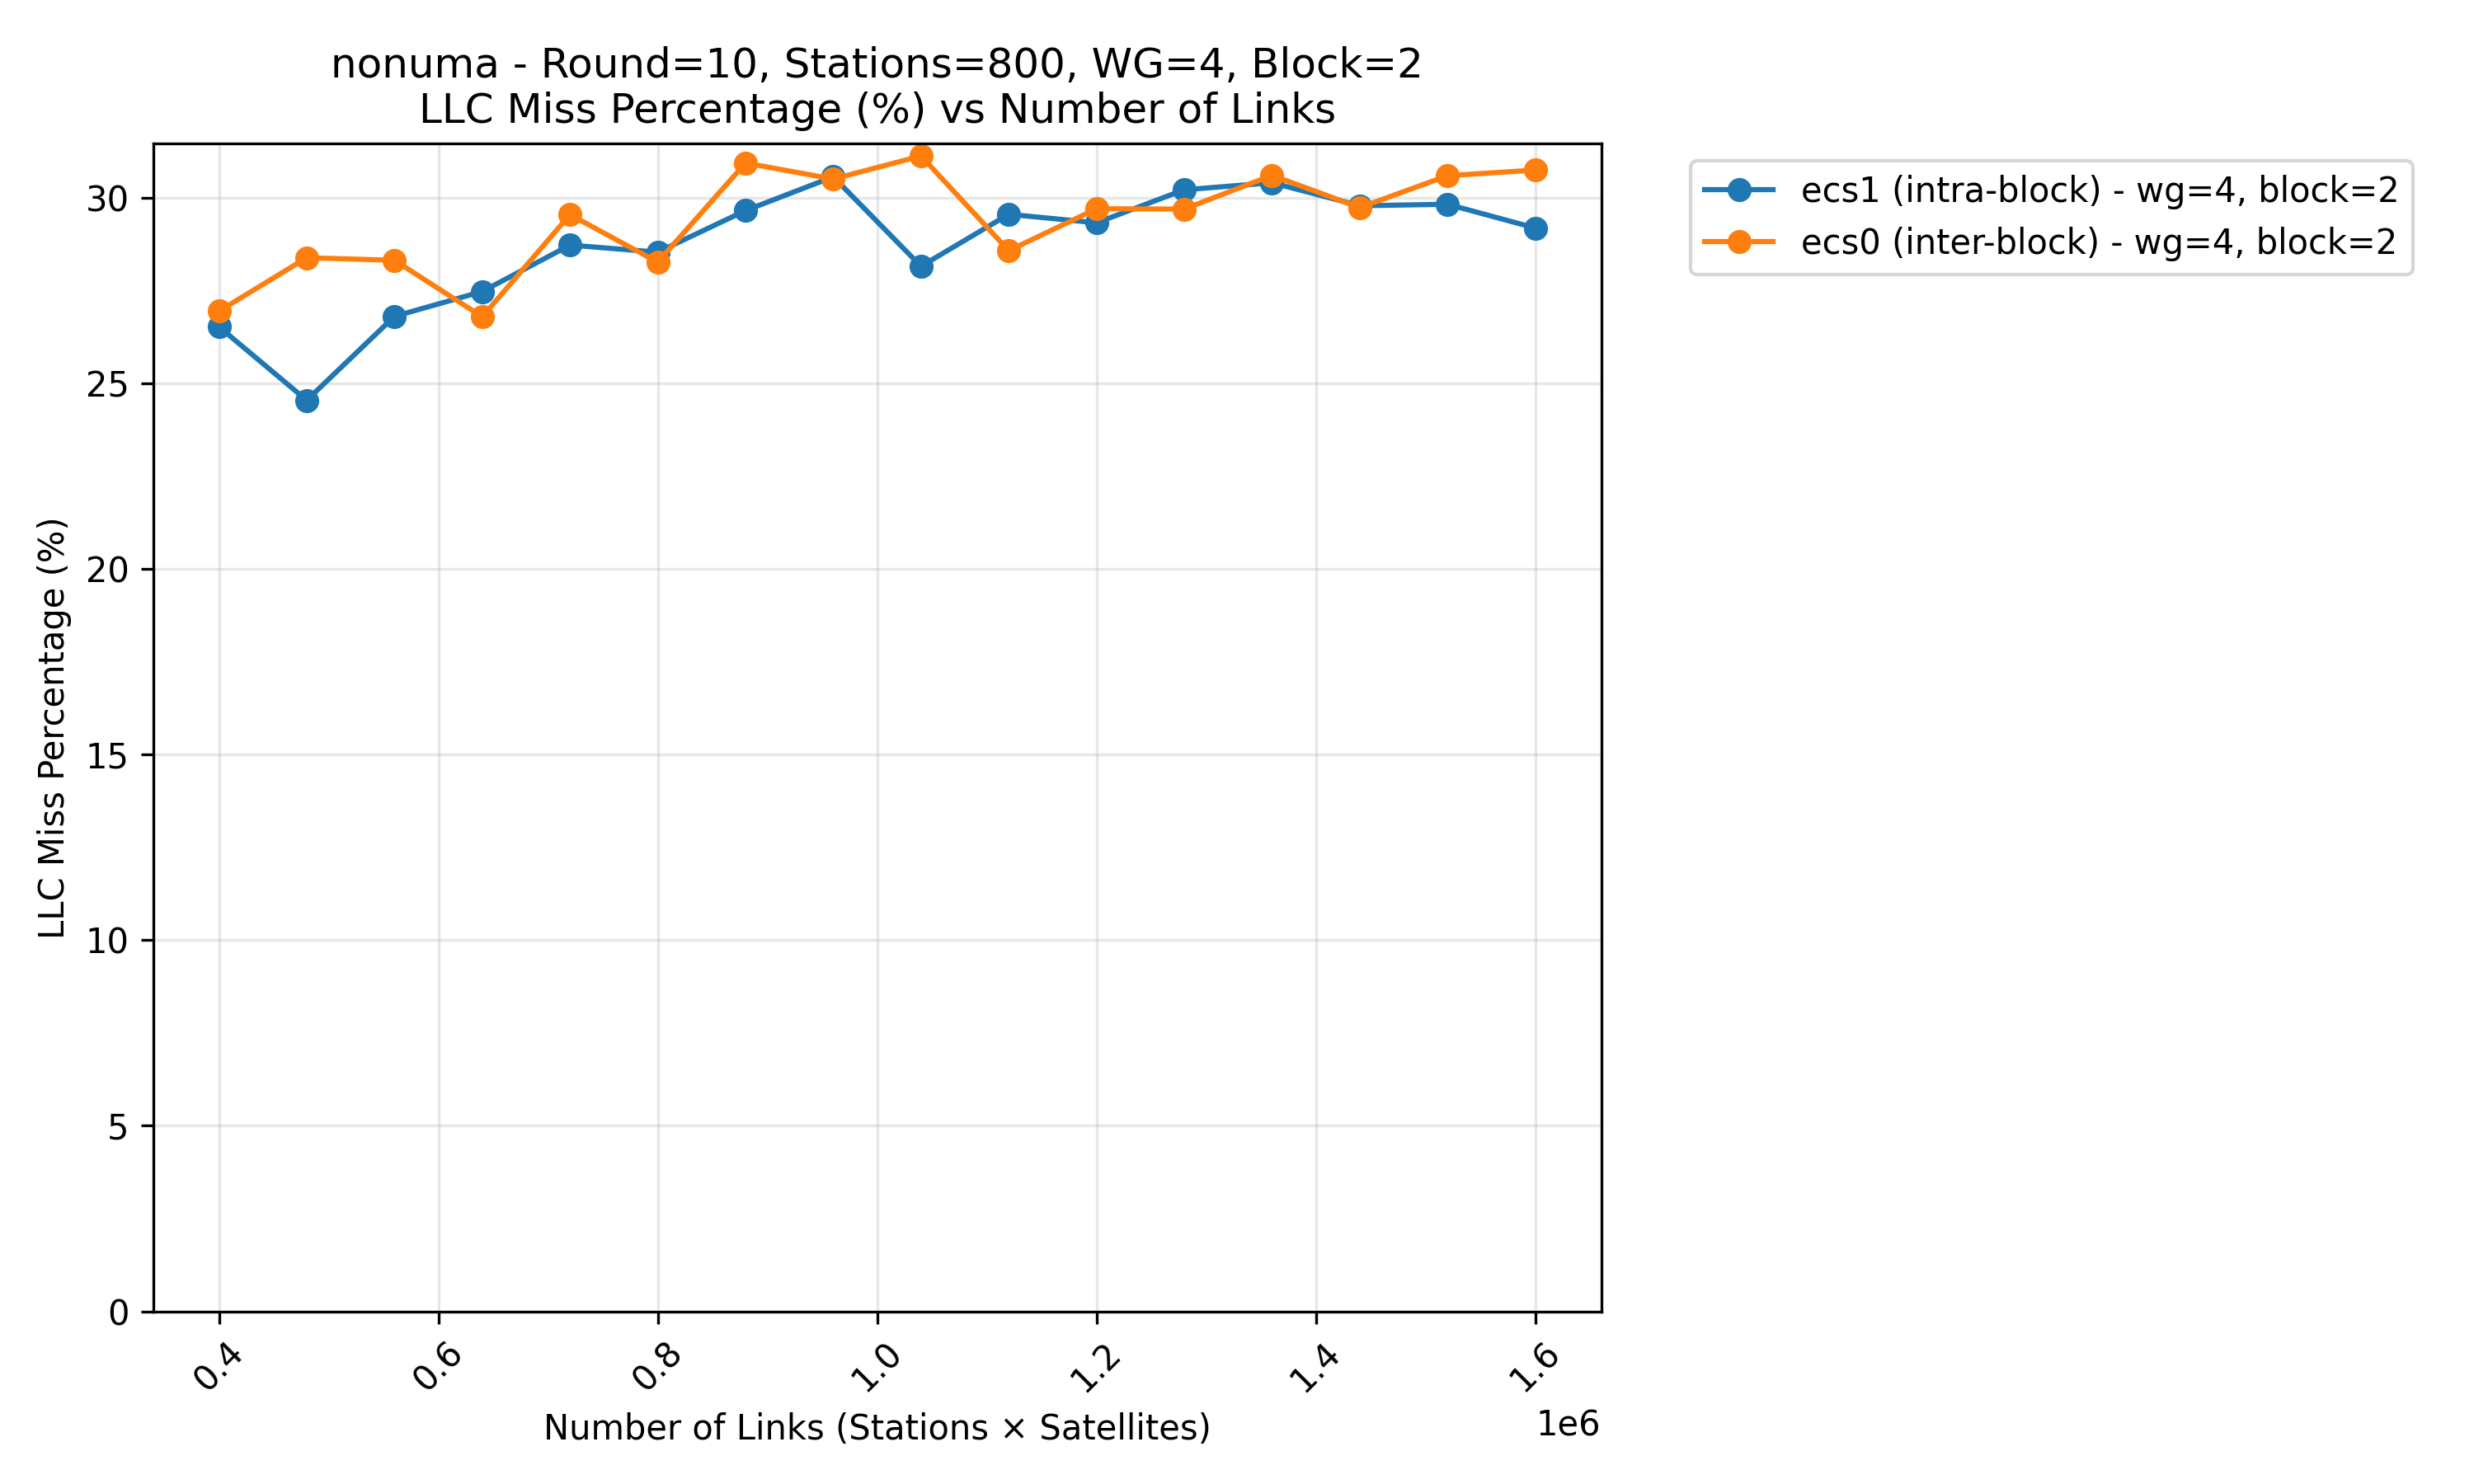 nonuma - Round=10, Stations=800, WG=4, Block=2
LLC Miss Percentage (%) vs Number of Links
ecs1 (intra-block) - wg=4, block=2
ecs0 (inter-block) - wg=4, block=2
LLC Miss Percentage (%)
30
25
20
15
10
5
0
0.4
0.6
0.8
1.0
1.2
1.4
1.6
1e6
Number of Links (Stations × Satellites)